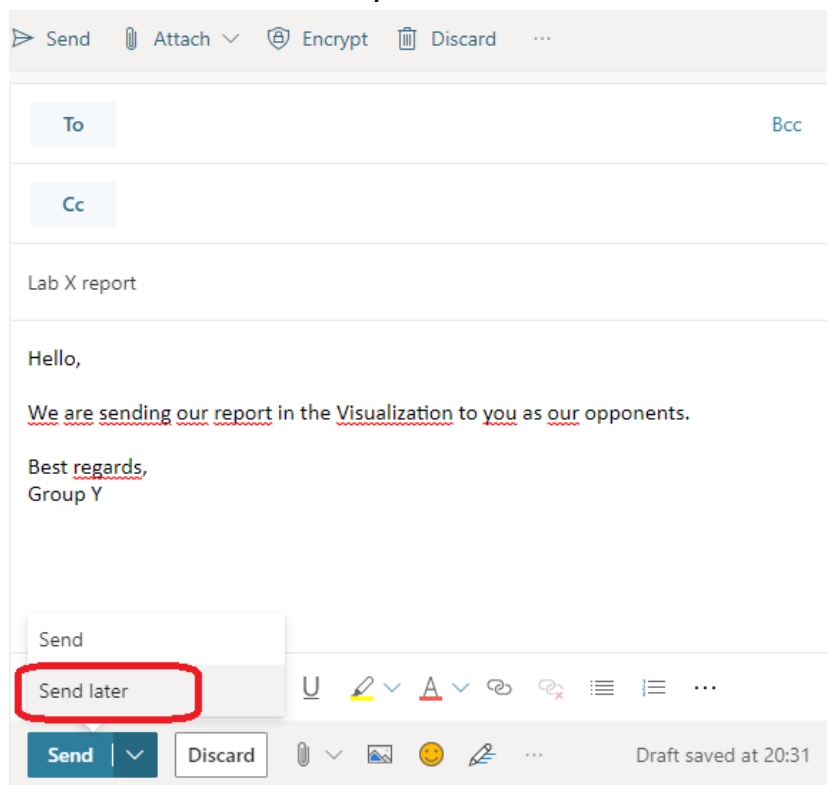 Send Attach Encrypt Discard ...
To Bcc
Cc
Lab X report
Hello,
We are sending our report in the Visualization to you as our opponents.
Best regards,
Group Y
Send
Send later
U A ...
Send Discard ... Draft saved at 20:31